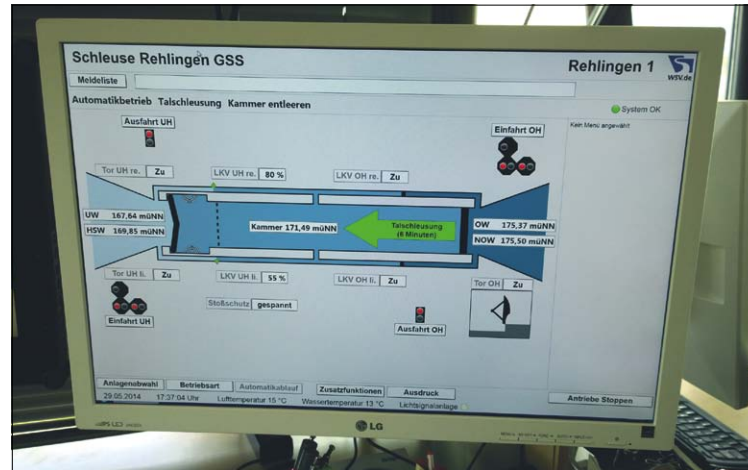 Schleuse Rehlingen GSS
Rehlingen 1
WSV.de
Meldeliste
Automatikbetrieb Talschleusung Kammer entleeren
System OK
Kein Menü angewählt
Ausfahrt UH
Einfahrt OH
Tor UH re. Zu
LKV UH re. 80 %
LKV OH re. Zu
UW 167,64 müNN
HSW 169,85 müNN
Kammer 171,49 müNN
Talschleusung
(8 Minuten)
OW 175,37 müNN
NOW 175,50 müNN
Tor UH li. Zu
LKV UH li. 55 %
LKV OH li. Zu
Tor OH Zu
Stoßschutz gespannt
Einfahrt UH
Ausfahrt OH
Anlagenabwahl Betriebsart Automatikablauf Zusatzfunktionen Ausdruck
Antriebe Stoppen
29.05.2014 17:37:04 Uhr Lufttemperatur 15 °C Wassertemperatur 13 °C Lichtsignalanlage
LG